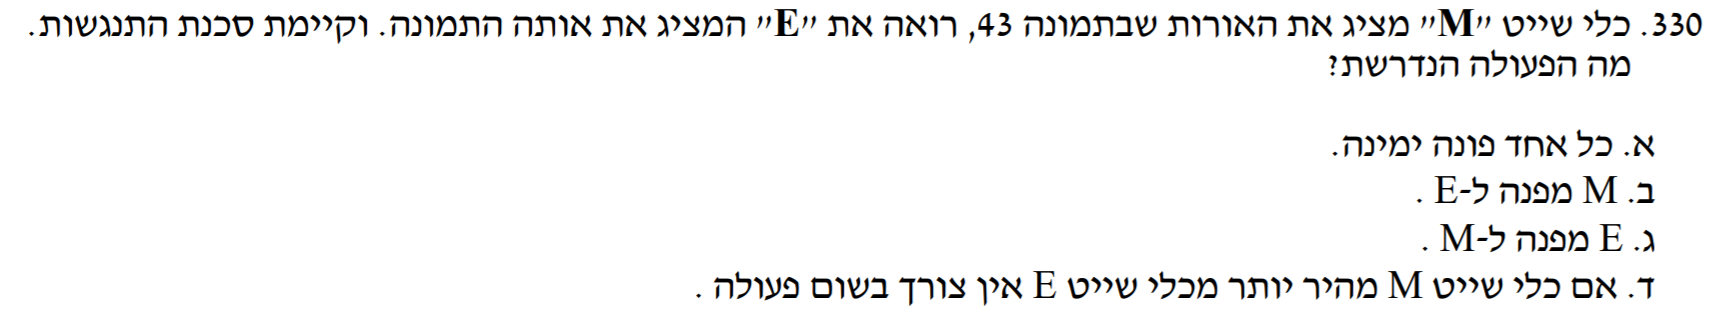 330. כלי שייט "M" מציג את האורות שבתמונה 43, רואה את "E" המציג את אותה התמונה. וקיימת סכנת התנגשות.
מה הפעולה הנדרשת?
א. כל אחד פונה ימינה.
ב. M מפנה ל-E .
ג. E מפנה ל-M .
ד. אם כלי שייט M מהיר יותר מכלי שייט E אין צורך בשום פעולה .